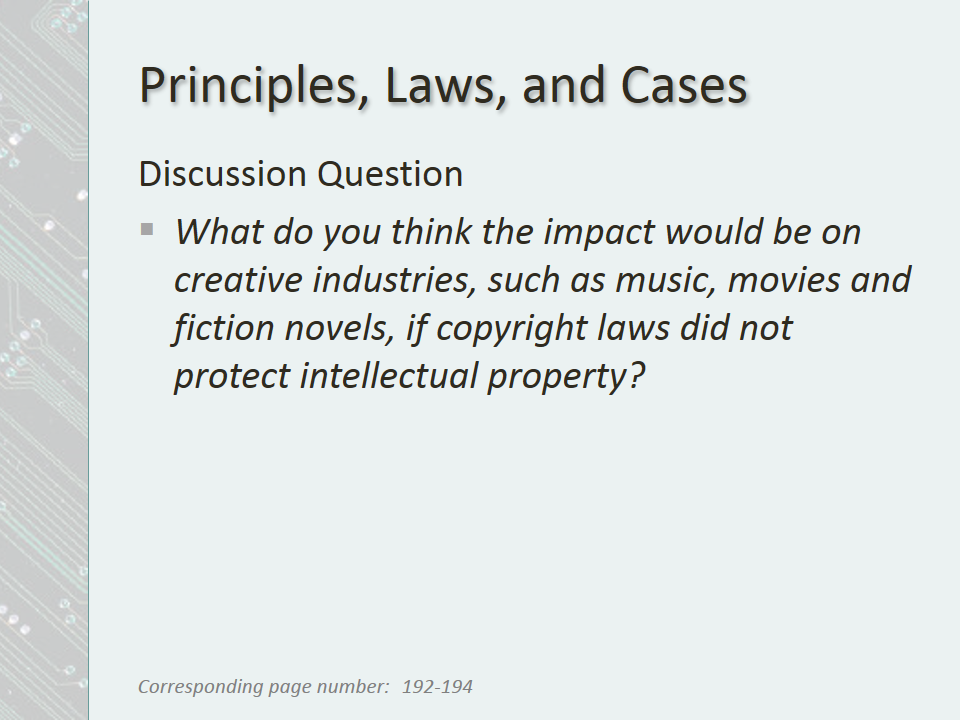 Principles, Laws, and Cases
Discussion Question
▪ What do you think the impact would be on
creative industries, such as music, movies and
fiction novels, if copyright laws did not
protect intellectual property?
Corresponding page number: 192-194